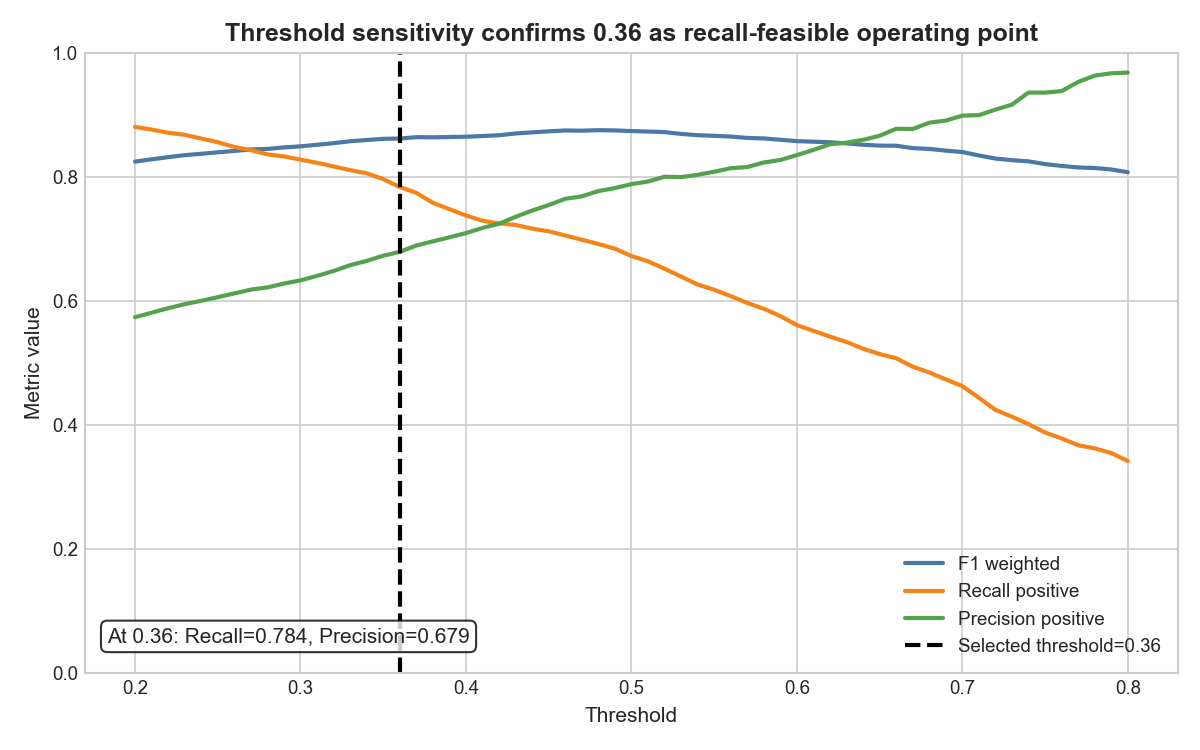 Threshold sensitivity confirms 0.36 as recall-feasible operating point
Metric value
1.0
0.8
0.6
0.4
0.2
0.0
At 0.36: Recall=0.784, Precision=0.679
F1 weighted
Recall positive
Precision positive
Selected threshold=0.36
0.2 0.3 0.4 0.5 0.6 0.7 0.8
Threshold